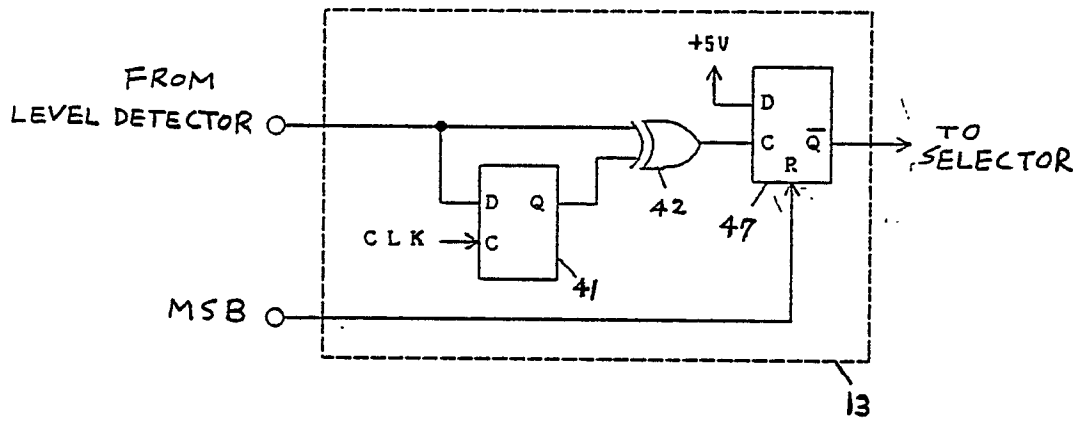 +5V
FROM
LEVEL DETECTOR
D
C Q̅
R
TO
SELECTOR
42
47
D Q
CLK
C
41
MSB
13